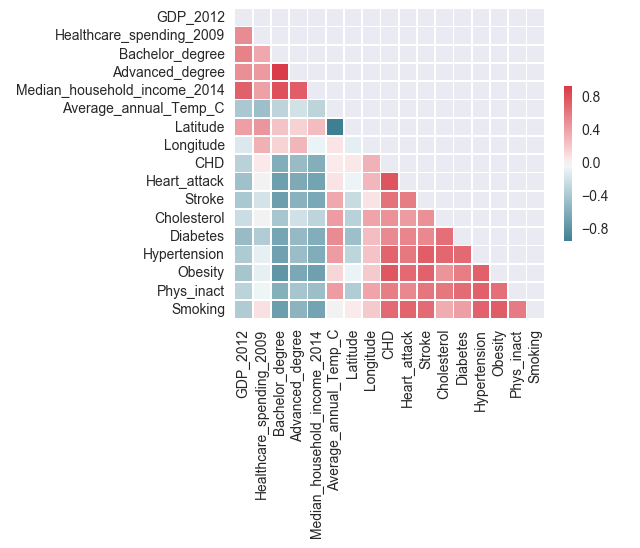 GDP_2012
Healthcare_spending_2009
Bachelor_degree
Advanced_degree
Median_household_income_2014
Average_annual_Temp_C
Latitude
Longitude
CHD
Heart_attack
Stroke
Cholesterol
Diabetes
Hypertension
Obesity
Phys_inact
Smoking
0.8
0.4
0.0
−0.4
−0.8
GDP_2012
Healthcare_spending_2009
Bachelor_degree
Advanced_degree
Median_household_income_2014
Average_annual_Temp_C
Latitude
Longitude
CHD
Heart_attack
Stroke
Cholesterol
Diabetes
Hypertension
Obesity
Phys_inact
Smoking